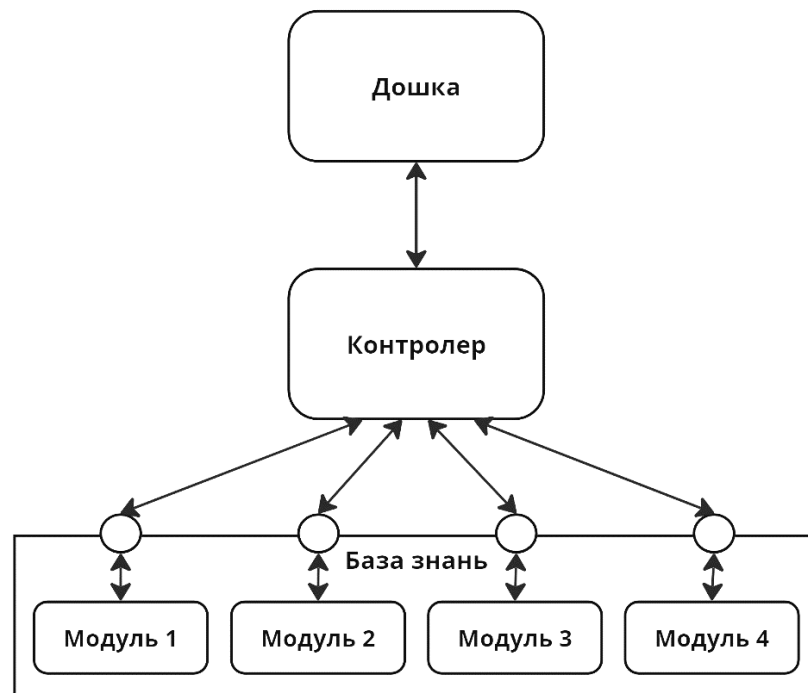 Дошка
Контролер
База знань
Модуль 1
Модуль 2
Модуль 3
Модуль 4